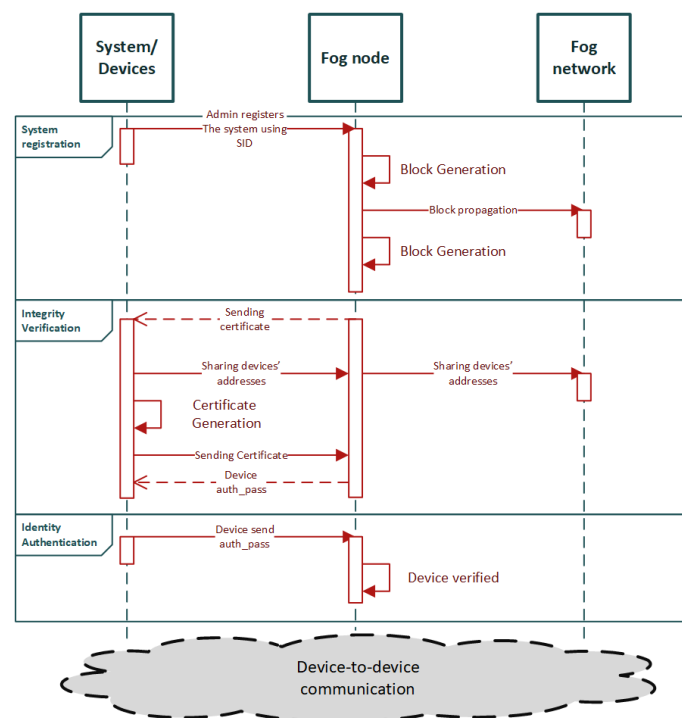 System/
Devices
Fog node
Fog
network
System
registration
Admin registers
The system using
SID
Block Generation
Block propagation
Block Generation
Integrity
Verification
Sending
certificate
Sharing devices'
addresses
Sharing devices'
addresses
Certificate
Generation
Sending Certificate
Device
auth_pass
Identity
Authentication
Device send
auth_pass
Device verified
Device-to-device
communication